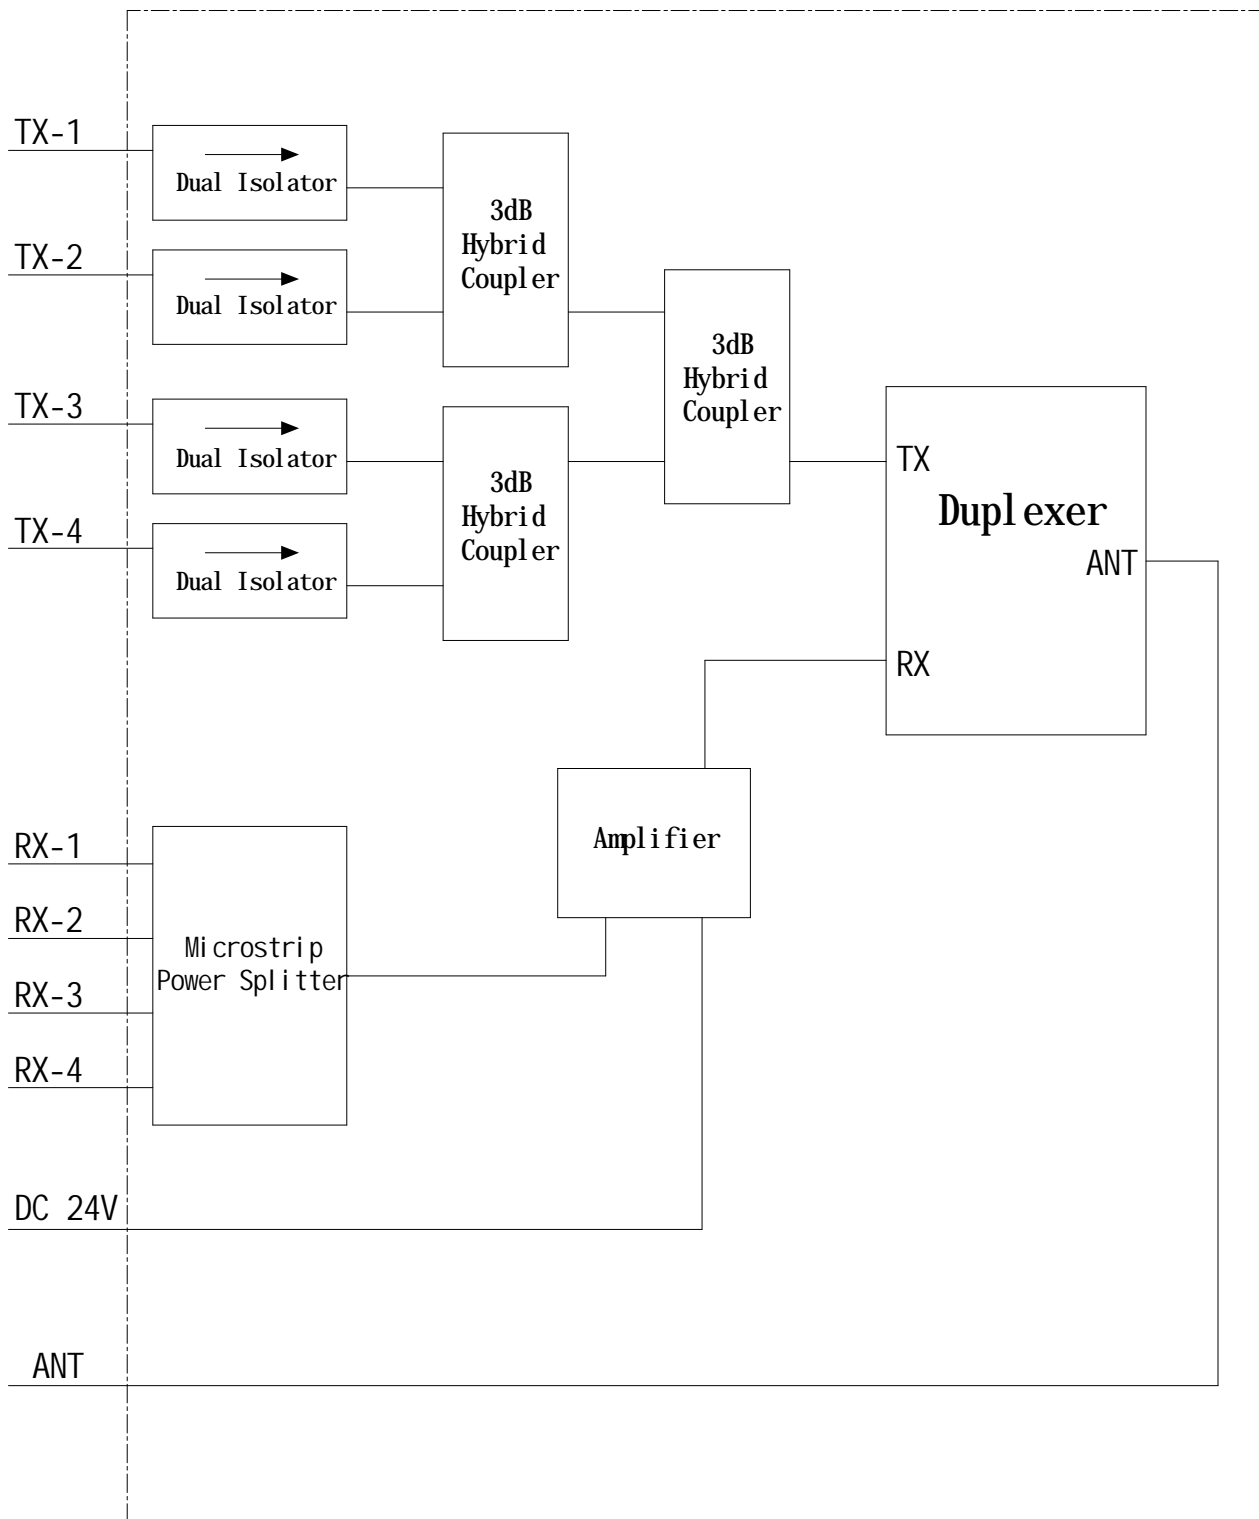 TX-1
Dual Isolator
TX-2
Dual Isolator
3dB
Hybrid
Coupler
TX-3
Dual Isolator
TX-4
Dual Isolator
3dB
Hybrid
Coupler
3dB
Hybrid
Coupler
TX
Duplexer
ANT
RX
Amplifier
RX-1
RX-2
RX-3
RX-4
Microstrip
Power Splitter
DC 24V
ANT